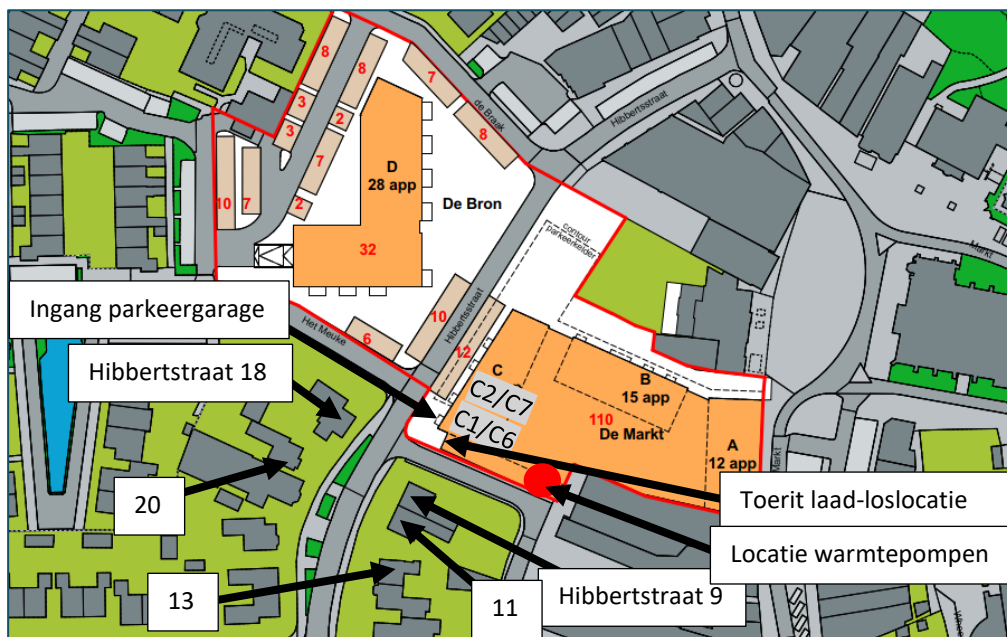 8
8
7
de Braak
8
Hibbertsstraat
3
2
3
7
D
28 app
De Bron
10
7
2
32
contour
parkeerkelder
Markt
Ingang parkeergarage
Het Meuke
6
10
Hibbertsstraat
12
C
B
15 app
Hibbertstraat 18
C2/C7
C1/C6
110
De Markt
A
12 app
Markt
20
Toerit laad-loslocatie
Locatie warmtepompen
13
11
Hibbertstraat 9